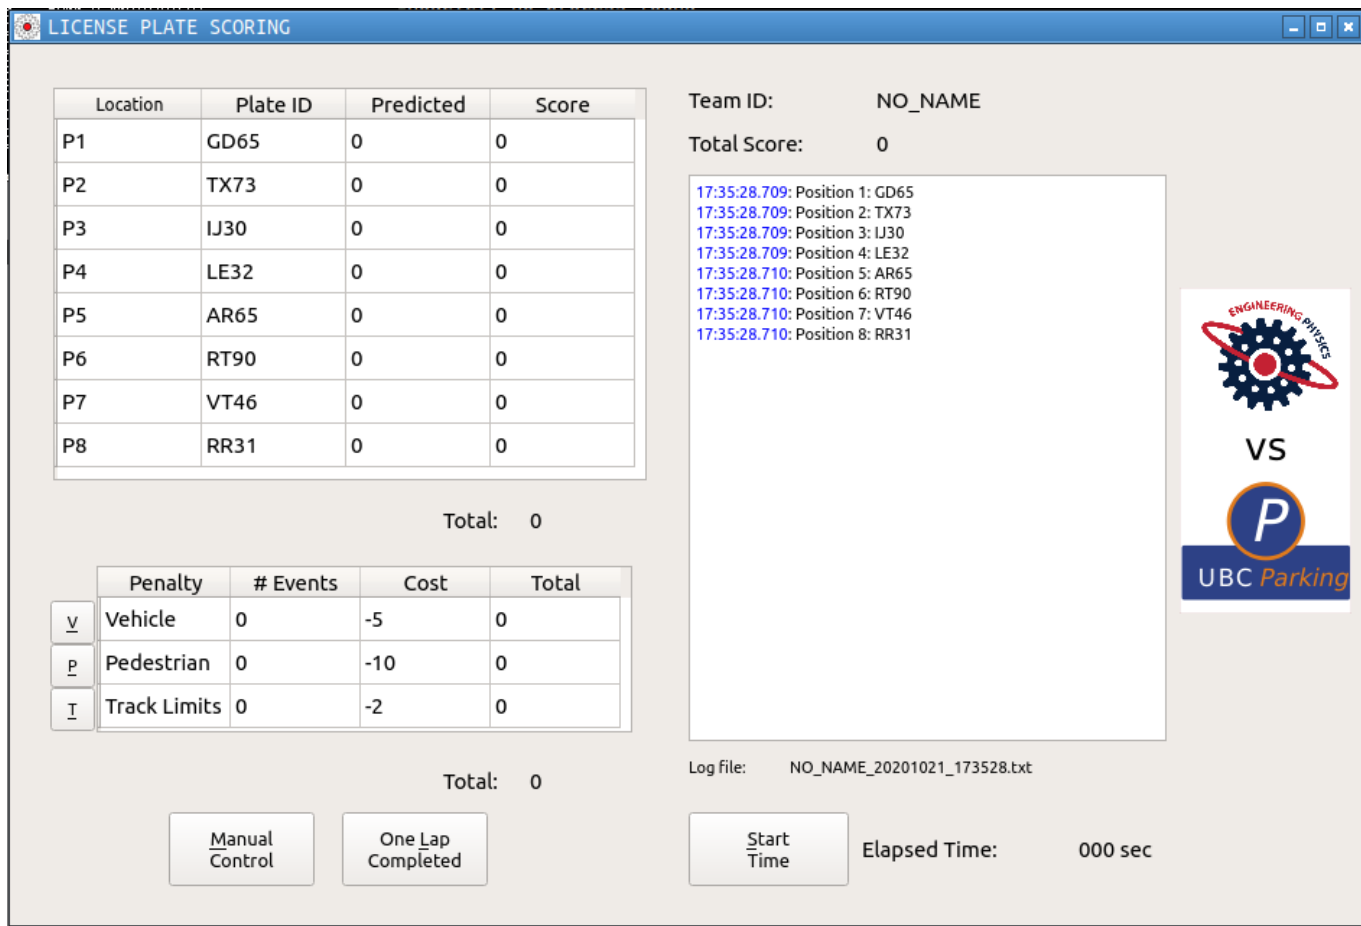 LICENSE PLATE SCORING
Location Plate ID Predicted Score
P1 GD65 0 0
P2 TX73 0 0
P3 IJ30 0 0
P4 LE32 0 0
P5 AR65 0 0
P6 RT90 0 0
P7 VT46 0 0
P8 RR31 0 0
Total: 0
Penalty # Events Cost Total
V Vehicle 0 -5 0
P Pedestrian 0 -10 0
T Track Limits 0 -2 0
Total: 0
Manual
Control
One Lap
Completed
Team ID: NO_NAME
Total Score: 0
17:35:28.709: Position 1: GD65
17:35:28.709: Position 2: TX73
17:35:28.709: Position 3: IJ30
17:35:28.709: Position 4: LE32
17:35:28.710: Position 5: AR65
17:35:28.710: Position 6: RT90
17:35:28.710: Position 7: VT46
17:35:28.710: Position 8: RR31
Log file: NO_NAME_20201021_173528.txt
Start
Time
Elapsed Time: 000 sec
ENGINEERING PHYSICS
VS
P
UBC Parking